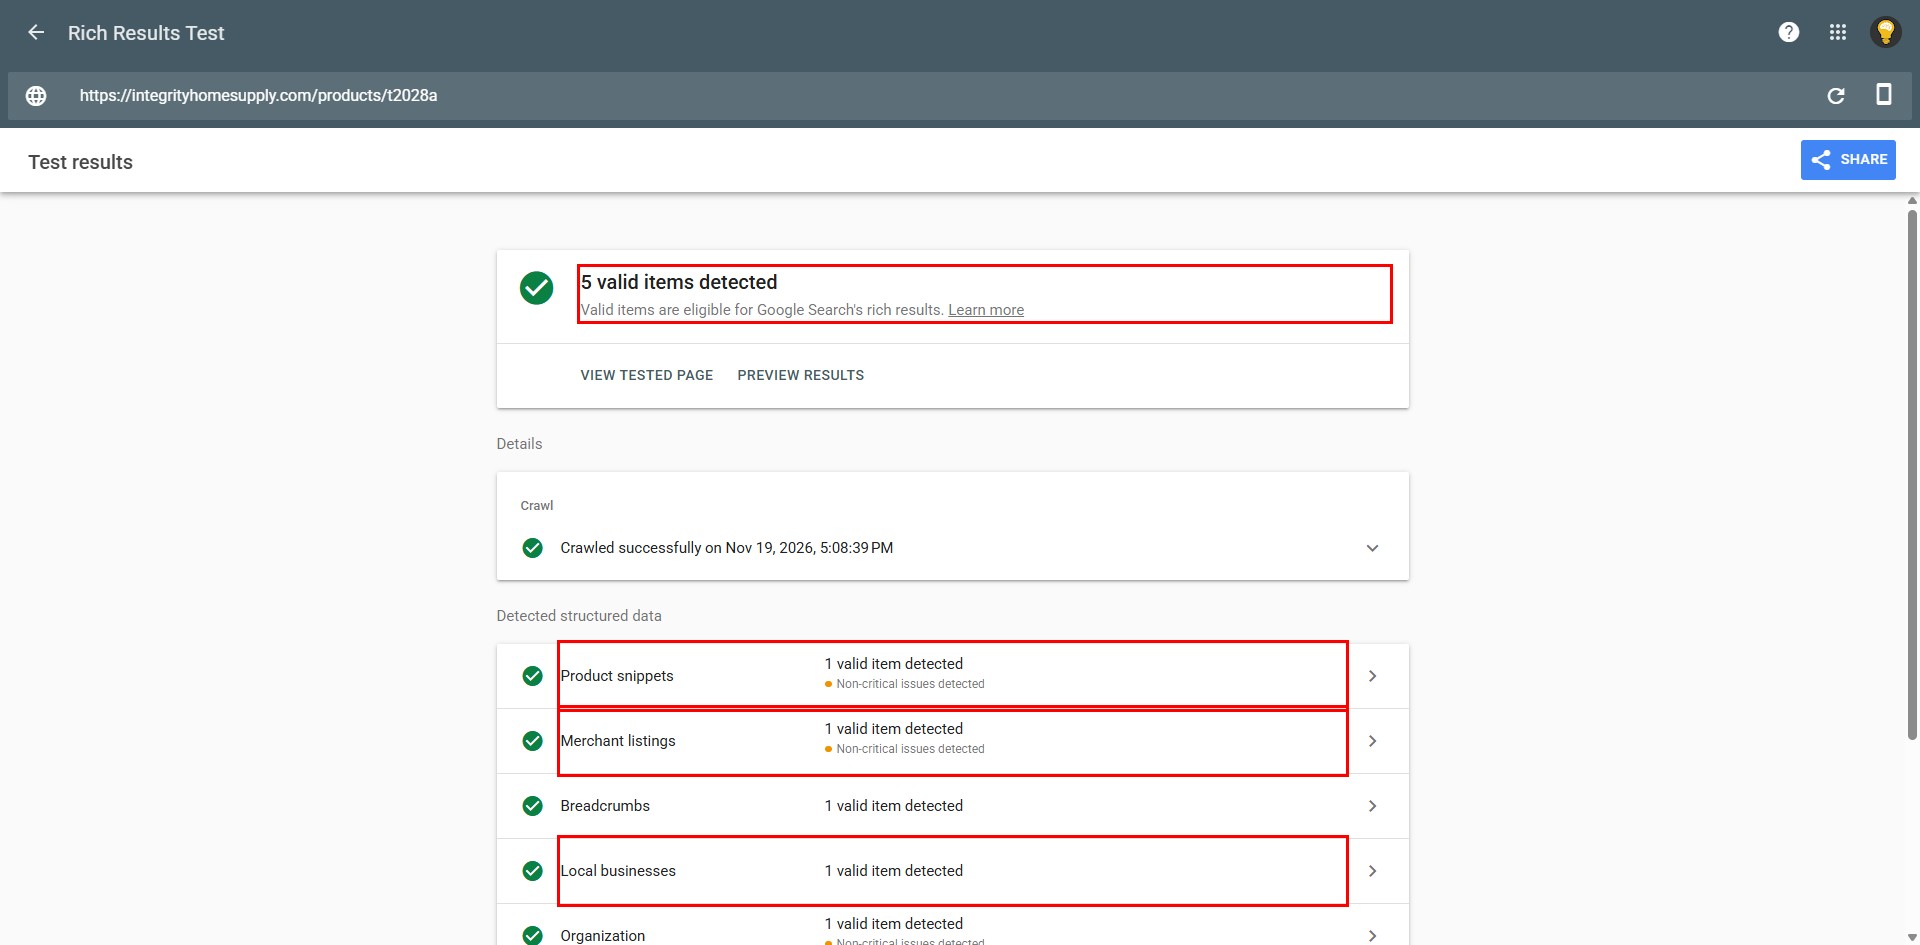 Rich Results Test
https://integrityhomesupply.com/products/t2028a
Test results
SHARE
5 valid items detected
Valid items are eligible for Google Search's rich results. Learn more
VIEW TESTED PAGE PREVIEW RESULTS
Details
Crawl
Crawled successfully on Nov 19, 2026, 5:08:39 PM
Detected structured data
Product snippets
1 valid item detected
Non-critical issues detected
Merchant listings
1 valid item detected
Non-critical issues detected
Breadcrumbs
1 valid item detected
Local businesses
1 valid item detected
Organization
1 valid item detected
Non-critical issues detected